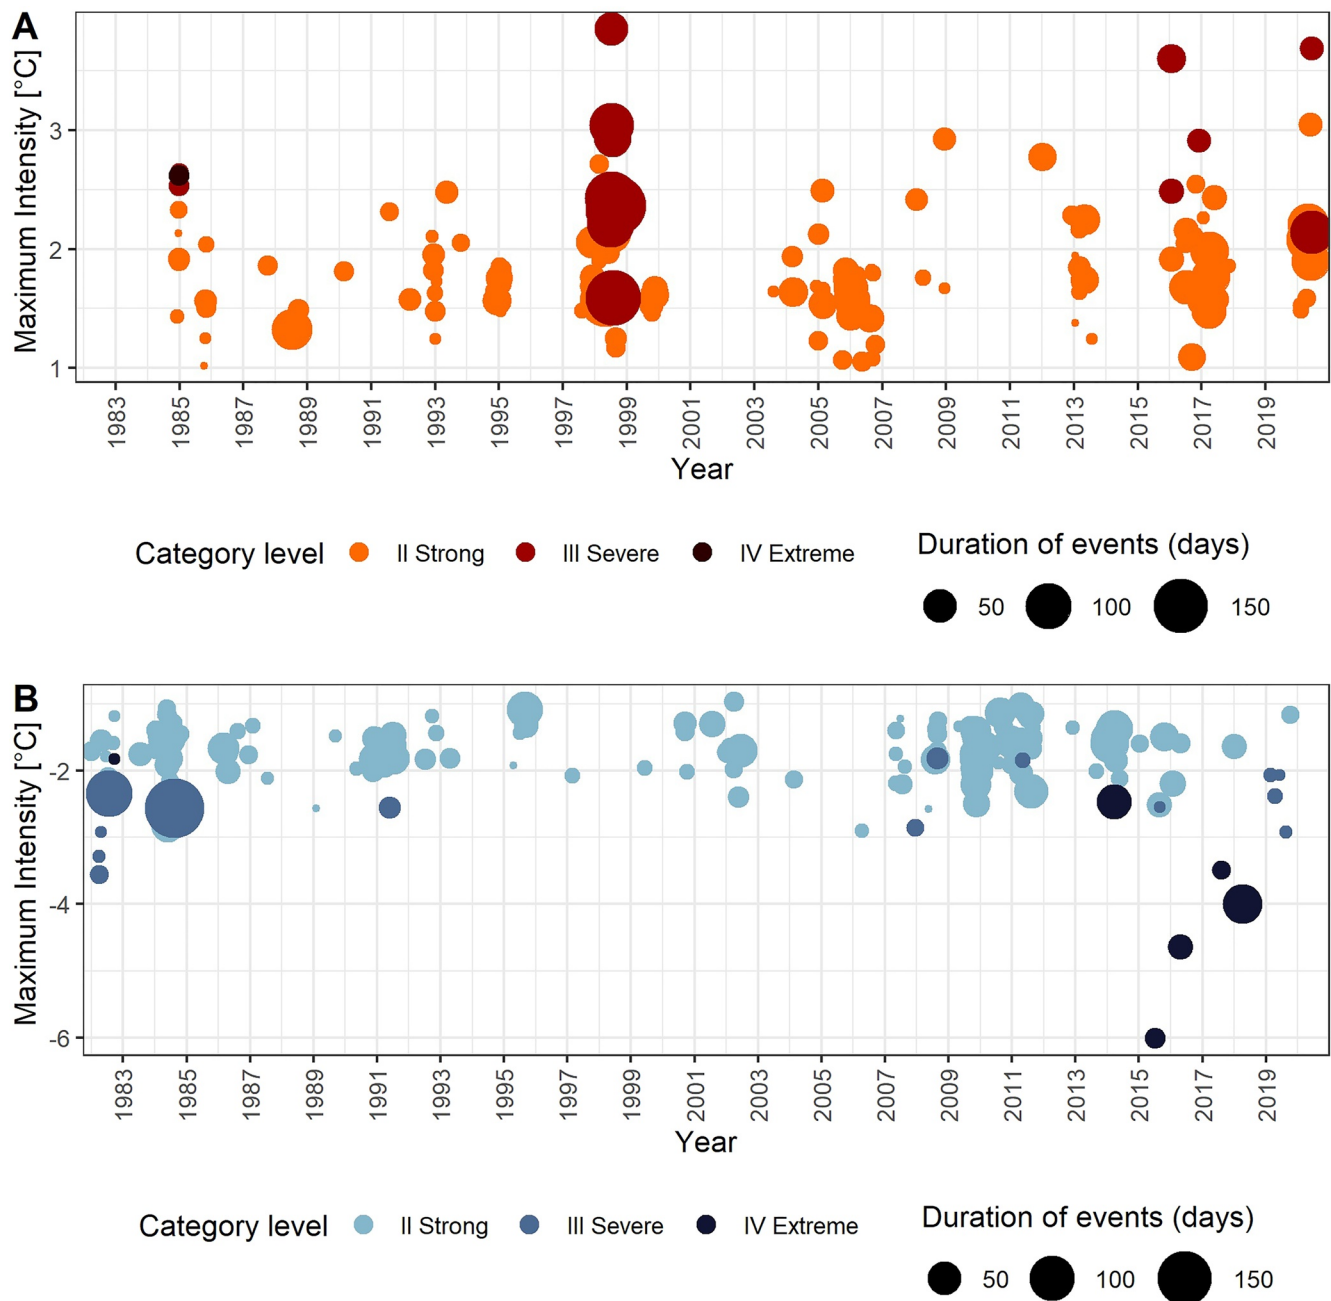 A
Maximum Intensity [°C]
3
2
1
1983 1985 1987 1989 1991 1993 1995 1997 1999 2001 2003 2005 2007 2009 2011 2013 2015 2017 2019
Year
Category level II Strong III Severe IV Extreme
Duration of events (days)
50 100 150
B
Maximum Intensity [°C]
-2
-4
-6
1983 1985 1987 1989 1991 1993 1995 1997 1999 2001 2003 2005 2007 2009 2011 2013 2015 2017 2019
Year
Category level II Strong III Severe IV Extreme
Duration of events (days)
50 100 150